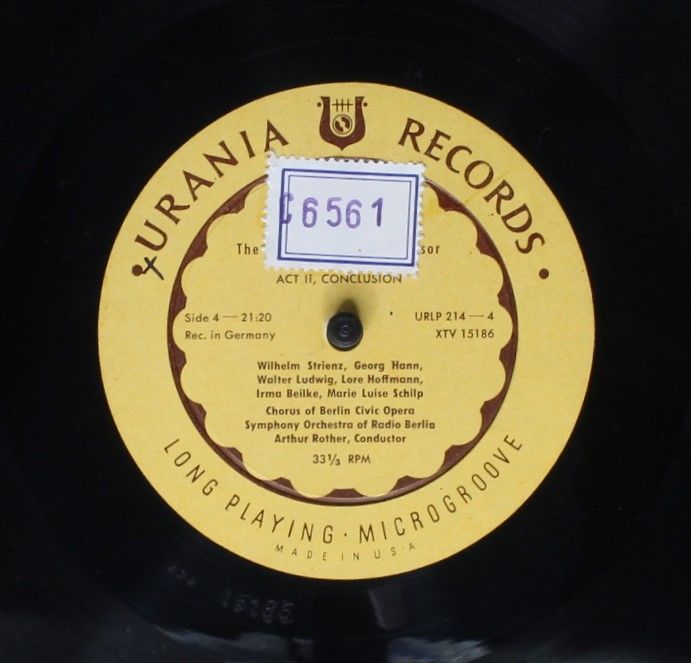 URANIA RECORDS
C6561
The sor
ACT II, CONCLUSION
Side 4 — 21:20
Rec. in Germany
URLP 214 — 4
XTV 15186
Wilhelm Strienz, Georg Hann,
Walter Ludwig, Lore Hoffmann,
Irma Beilke, Marie Luise Schilp
Chorus of Berlin Civic Opera
Symphony Orchestra of Radio Berlin
Arthur Rother, Conductor
33⅓ RPM
LONG PLAYING · MICROGROOVE
MADE IN U.S.A
15186